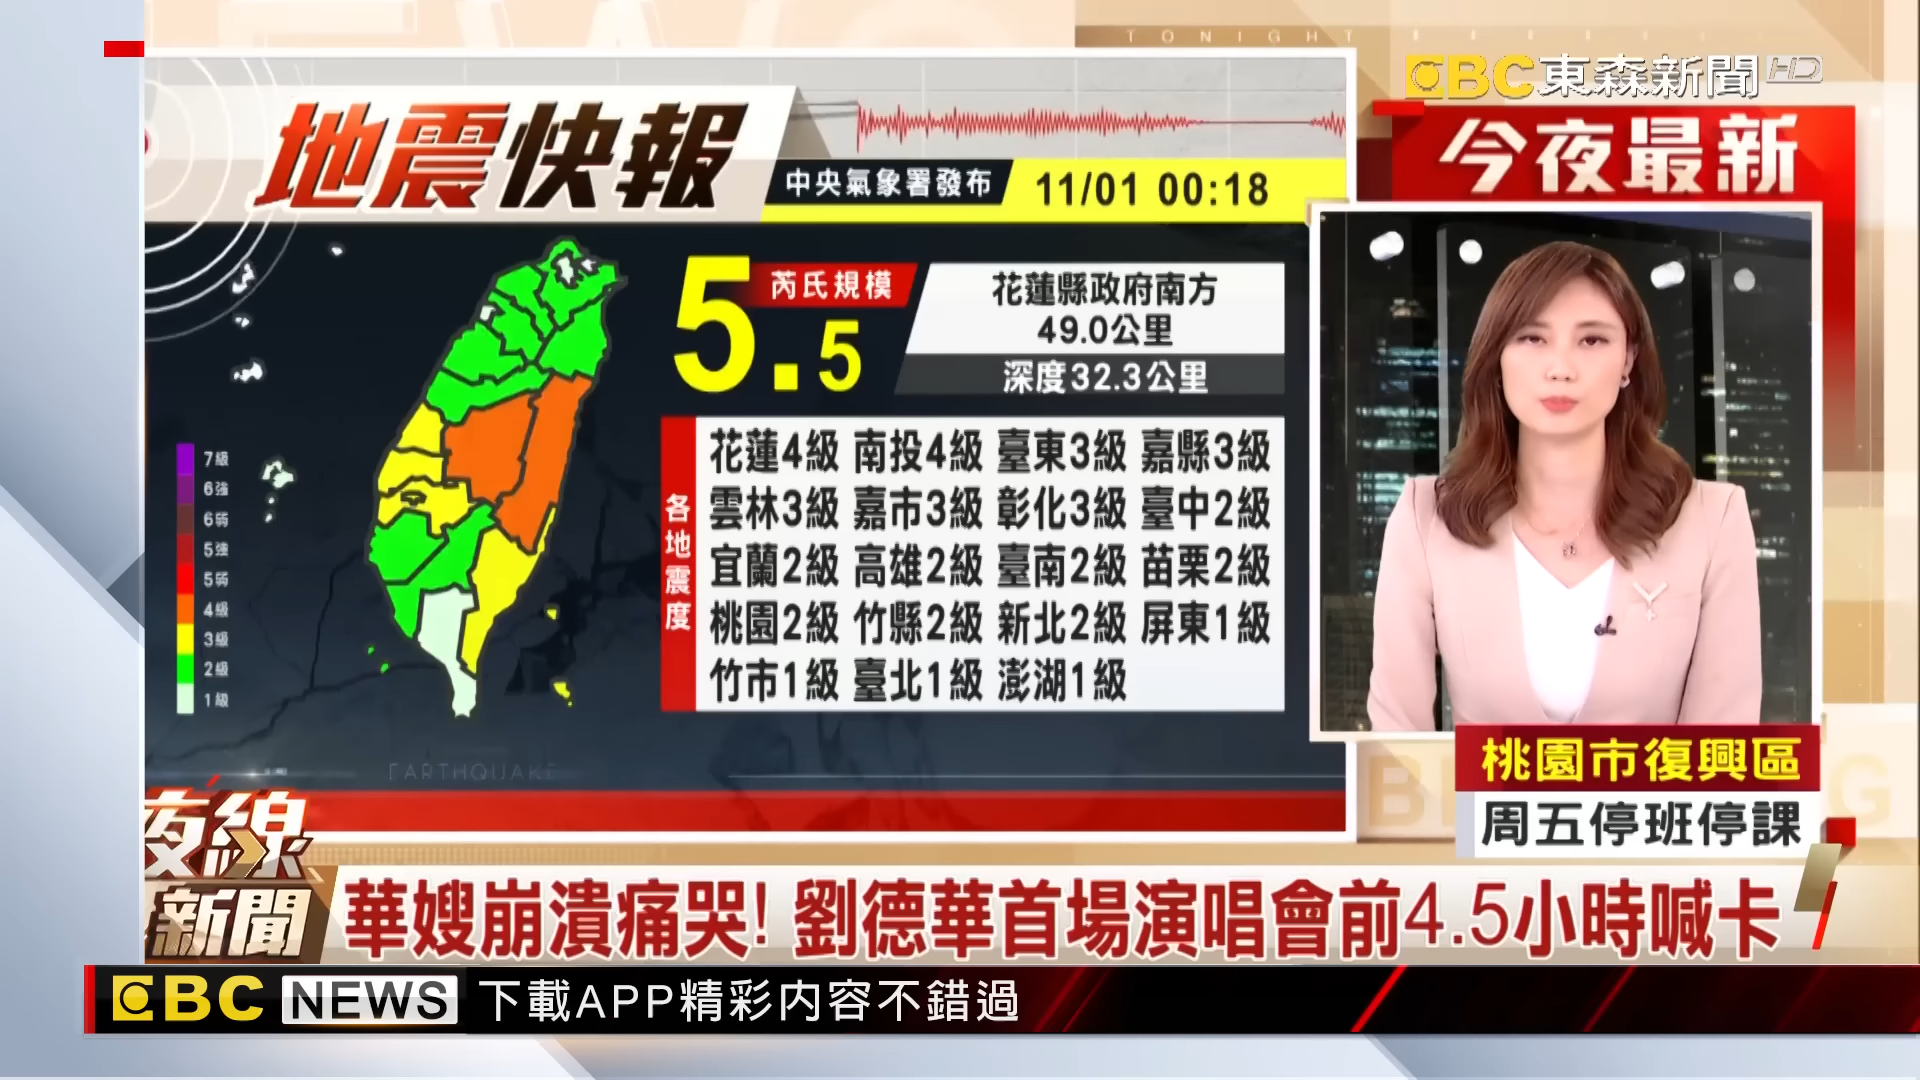 TONIGHT
EBC東森新聞HD
地震快報
中央氣象署發布
11/01 00:18
今夜最新
5.5
芮氏規模
花蓮縣政府南方
49.0公里
深度32.3公里
各地震度
花蓮4級 南投4級 臺東3級 嘉縣3級
雲林3級 嘉市3級 彰化3級 臺中2級
宜蘭2級 高雄2級 臺南2級 苗栗2級
桃園2級 竹縣2級 新北2級 屏東1級
竹市1級 臺北1級 澎湖1級
7級
6強
6弱
5強
5弱
4級
3級
2級
1級
EARTHQUAKE
桃園市復興區
周五停班停課
夜線
新聞
華嫂崩潰痛哭! 劉德華首場演唱會前4.5小時喊卡
EBC NEWS 下載APP精彩內容不錯過